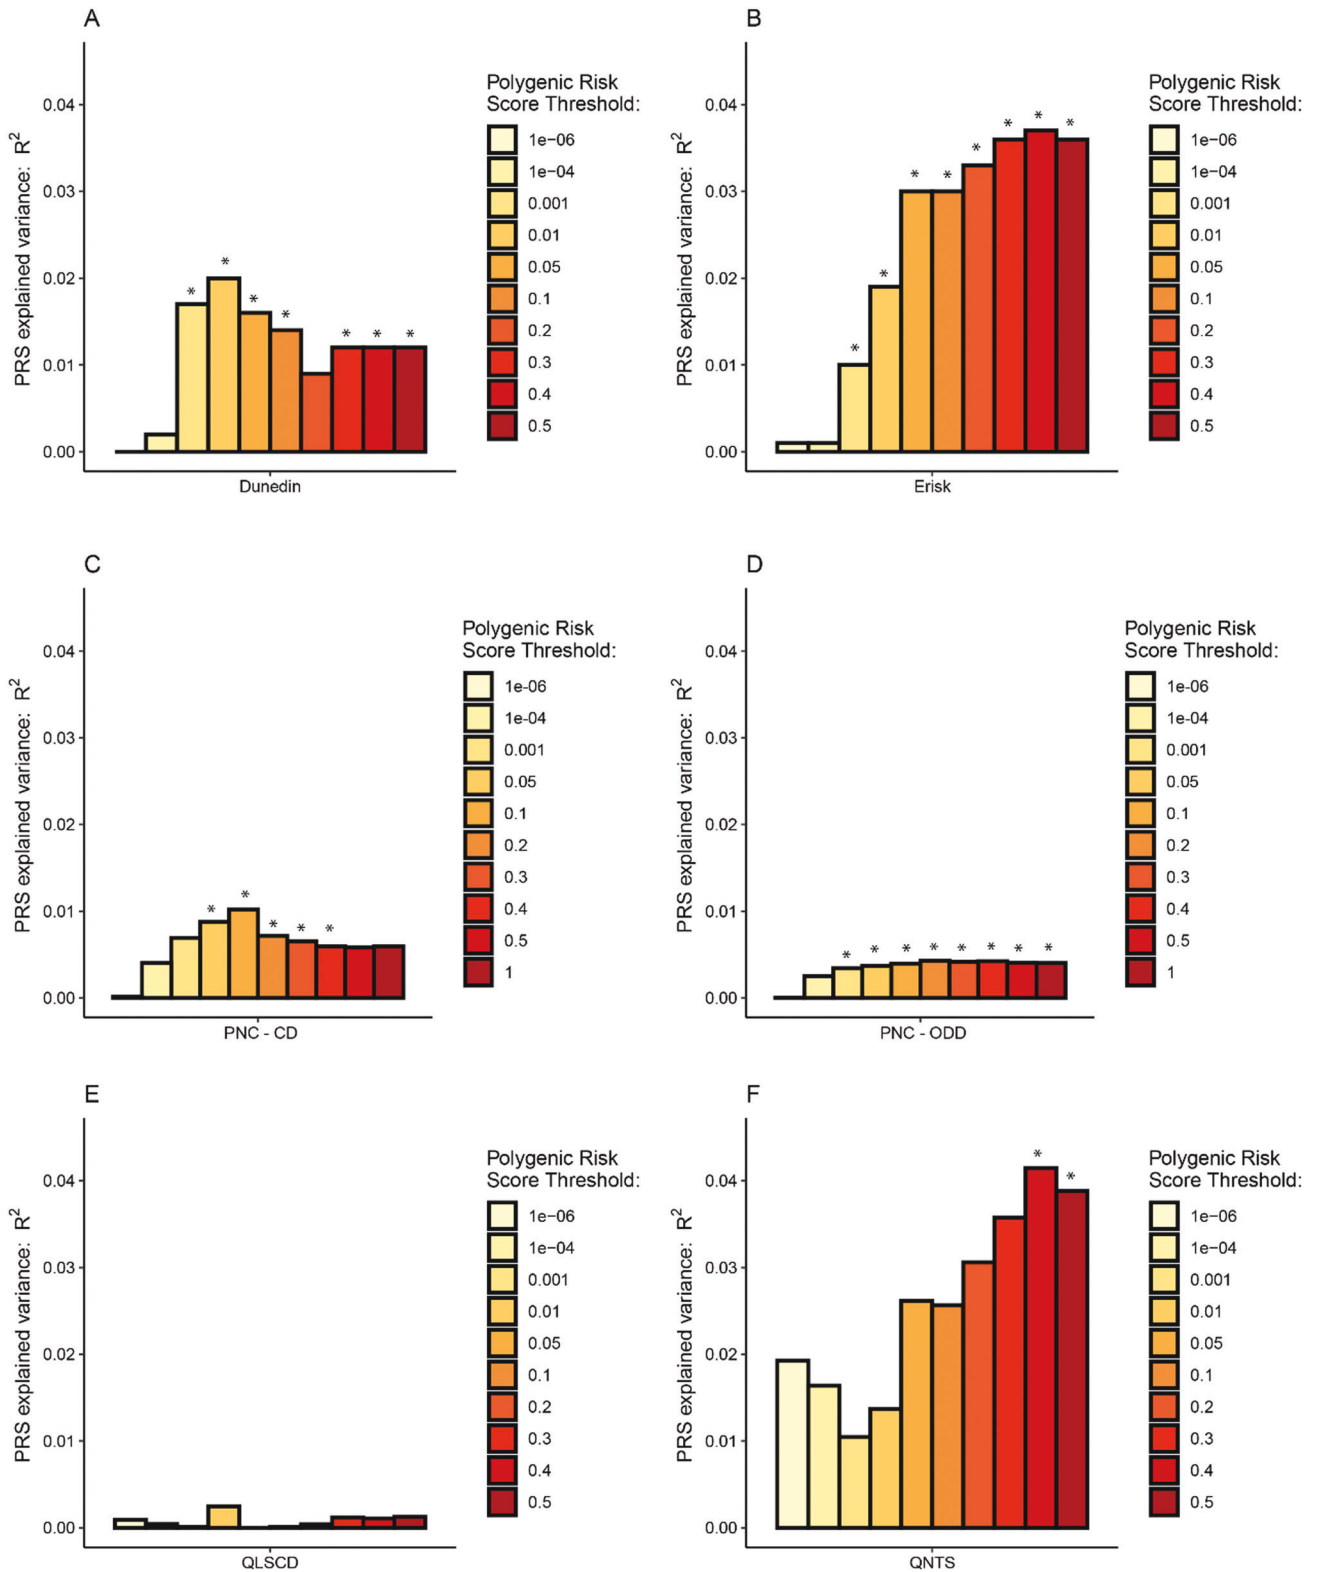 A
PRS explained variance: R2
0.04
0.03
0.02
0.01
0.00
*
*
*
*
*
*
*
Dunedin
Polygenic Risk
Score Threshold:
1e−06
1e−04
0.001
0.01
0.05
0.1
0.2
0.3
0.4
0.5
B
PRS explained variance: R2
0.04
0.03
0.02
0.01
0.00
*
*
*
*
*
*
*
*
Erisk
Polygenic Risk
Score Threshold:
1e−06
1e−04
0.001
0.01
0.05
0.1
0.2
0.3
0.4
0.5
C
PRS explained variance: R2
0.04
0.03
0.02
0.01
0.00
*
*
*
*
*
PNC - CD
Polygenic Risk
Score Threshold:
1e-06
1e-04
0.001
0.05
0.1
0.2
0.3
0.4
0.5
1
D
PRS explained variance: R2
0.04
0.03
0.02
0.01
0.00
*
*
*
*
*
*
*
*
PNC - ODD
Polygenic Risk
Score Threshold:
1e-06
1e-04
0.001
0.05
0.1
0.2
0.3
0.4
0.5
1
E
PRS explained variance: R2
0.04
0.03
0.02
0.01
0.00
QLSCD
Polygenic Risk
Score Threshold:
1e−06
1e−04
0.001
0.01
0.05
0.1
0.2
0.3
0.4
0.5
F
PRS explained variance: R2
0.04
0.03
0.02
0.01
0.00
*
*
QNTS
Polygenic Risk
Score Threshold:
1e−06
1e−04
0.001
0.01
0.05
0.1
0.2
0.3
0.4
0.5